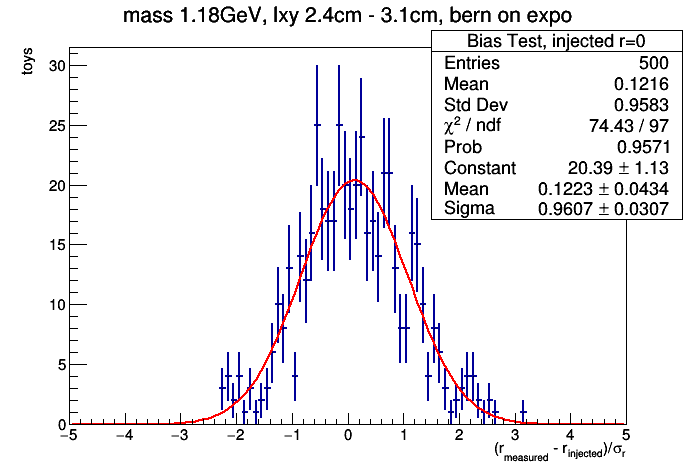 mass 1.18GeV, lxy 2.4cm - 3.1cm, bern on expo
Bias Test, injected r=0
Entries 500
Mean 0.1216
Std Dev 0.9583
χ² / ndf 74.43 / 97
Prob 0.9571
Constant 20.39 ± 1.13
Mean 0.1223 ± 0.0434
Sigma 0.9607 ± 0.0307
toys
30
25
20
15
10
5
0
−5 −4 −3 −2 −1 0 1 2 3 4 5
(r_measured - r_injected)/σ_r